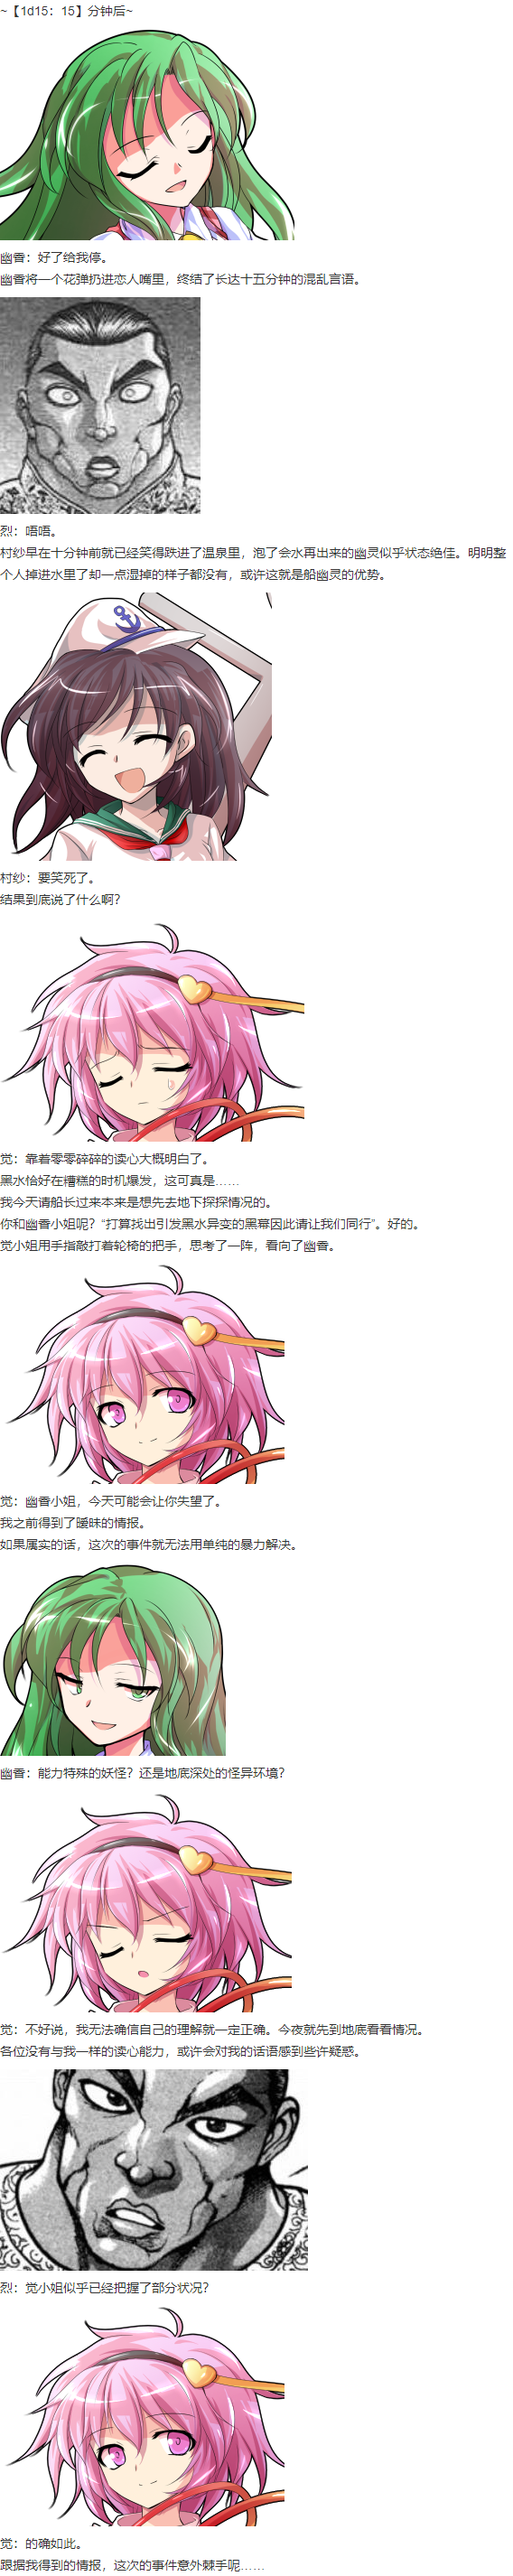 ~【1d15：15】分钟后~
幽香：好了给我停。
幽香将一个花弹扔进恋人嘴里，终结了长达十五分钟的混乱言语。
烈：唔唔。
村纱早在十分钟前就已经笑得跌进了温泉里，泡了会水再出来的幽灵似乎状态绝佳。明明整
个人掉进水里了却一点湿掉的样子都没有，或许这就是船幽灵的优势。
村纱：要笑死了。
结果到底说了什么啊？
觉：靠着零零碎碎的读心大概明白了。
黑水恰好在糟糕的时机爆发，这可真是……
我今天请船长过来本来是想先去地下探探情况的。
你和幽香小姐呢？“打算找出引发黑水异变的黑幕因此请让我们同行”。好的。
觉小姐用手指敲打着轮椅的把手，思考了一阵，看向了幽香。
觉：幽香小姐，今天可能会让你失望了。
我之前得到了暧昧的情报。
如果属实的话，这次的事件就无法用单纯的暴力解决。
幽香：能力特殊的妖怪？还是地底深处的怪异环境？
觉：不好说，我无法确信自己的理解就一定正确。今夜就先到地底看看情况。
各位没有与我一样的读心能力，或许会对我的话语感到些许疑惑。
烈：觉小姐似乎已经把握了部分状况？
觉：的确如此。
跟据我得到的情报，这次的事件意外棘手呢……